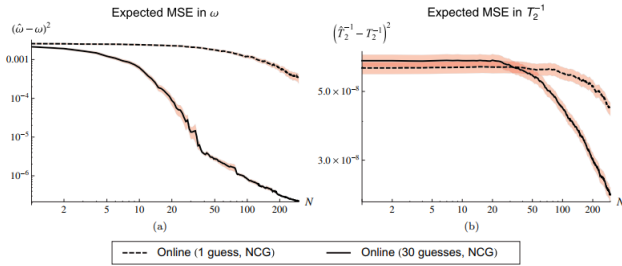 Expected MSE in ω
(ω̂ − ω)²
0.001
10⁻⁴
10⁻⁵
10⁻⁶
2 5 10 20 50 100 200 N
(a)
Expected MSE in T₂⁻¹
(T̂₂⁻¹ − T₂⁻¹)²
5.0 × 10⁻⁸
3.0 × 10⁻⁸
2 5 10 20 50 100 200 N
(b)
Online (1 guess, NCG) Online (30 guesses, NCG)